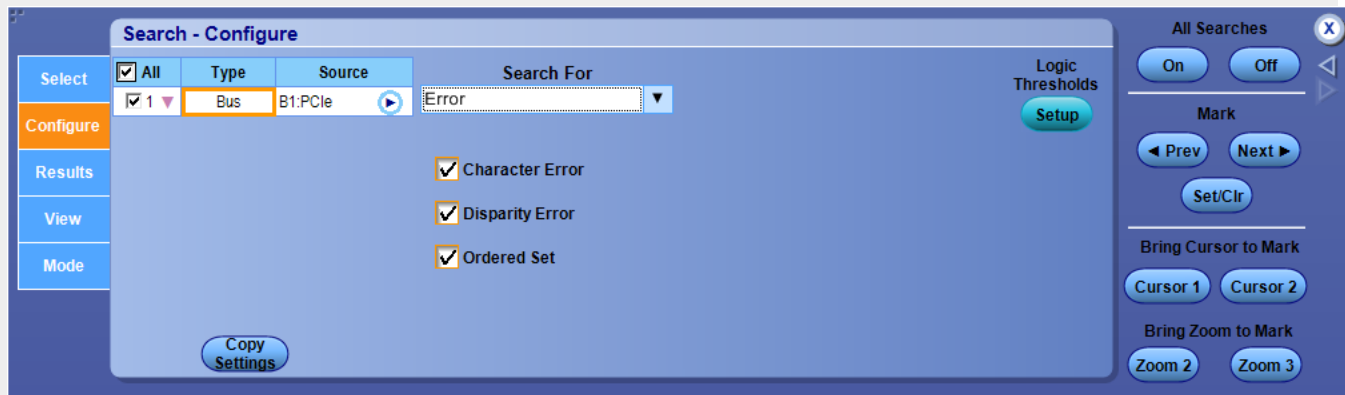 Search - Configure
Select
Configure
Results
View
Mode
All Type Source
1 Bus B1:PCIe
Search For
Error
Character Error
Disparity Error
Ordered Set
Copy
Settings
Logic
Thresholds
Setup
All Searches
X
On Off
Mark
◄ Prev Next ►
Set/Clr
Bring Cursor to Mark
Cursor 1 Cursor 2
Bring Zoom to Mark
Zoom 2 Zoom 3